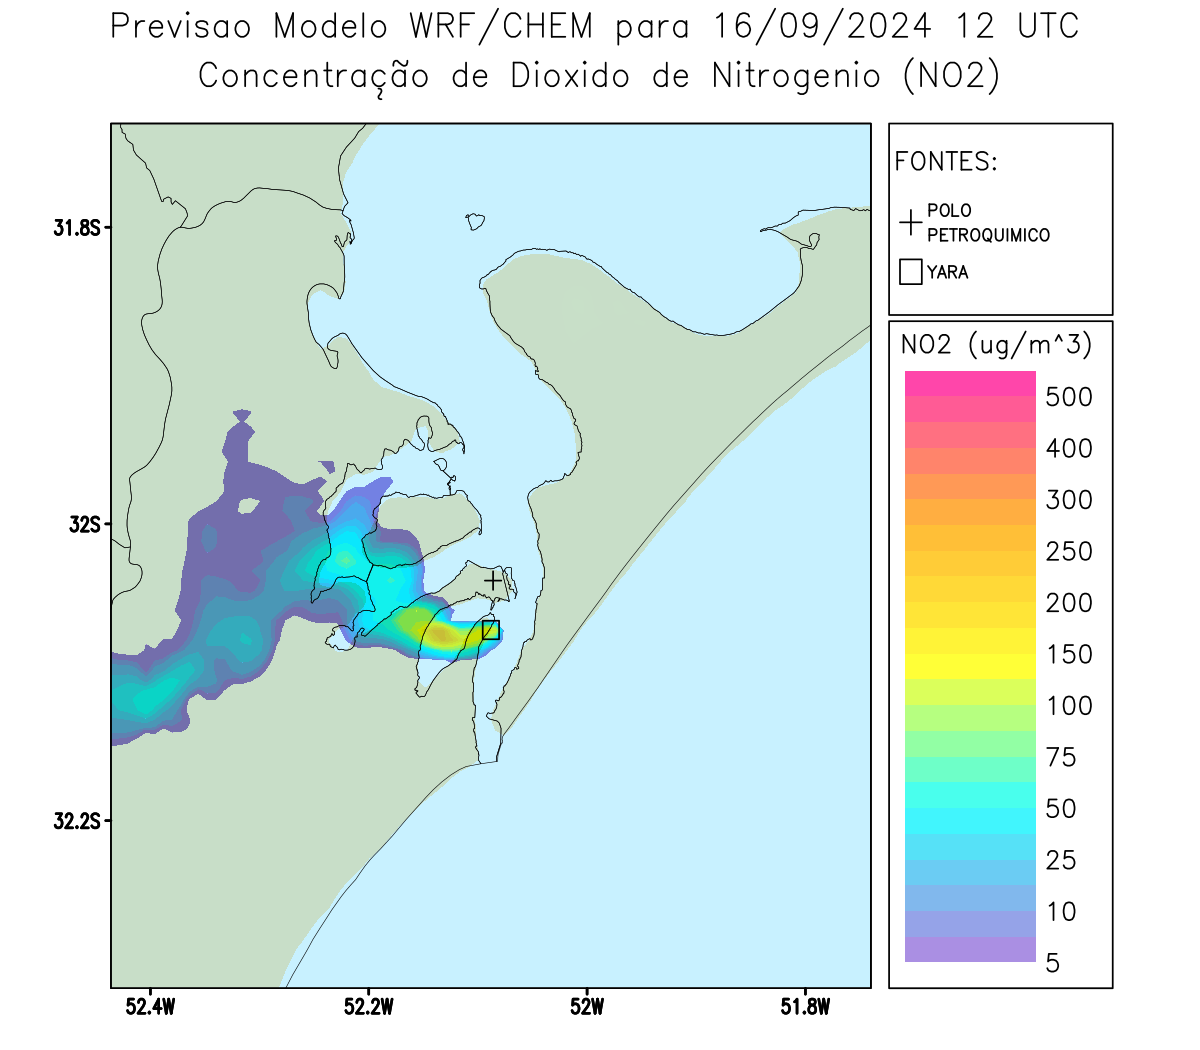 Previsao Modelo WRF/CHEM para 16/09/2024 12 UTC
Concentração de Dioxido de Nitrogenio (NO2)
FONTES:
POLO
PETROQUIMICO
YARA
NO2 (ug/m^3)
500
400
300
250
200
150
100
75
50
25
10
5
31.8S
32S
32.2S
52.4W
52.2W
52W
51.8W